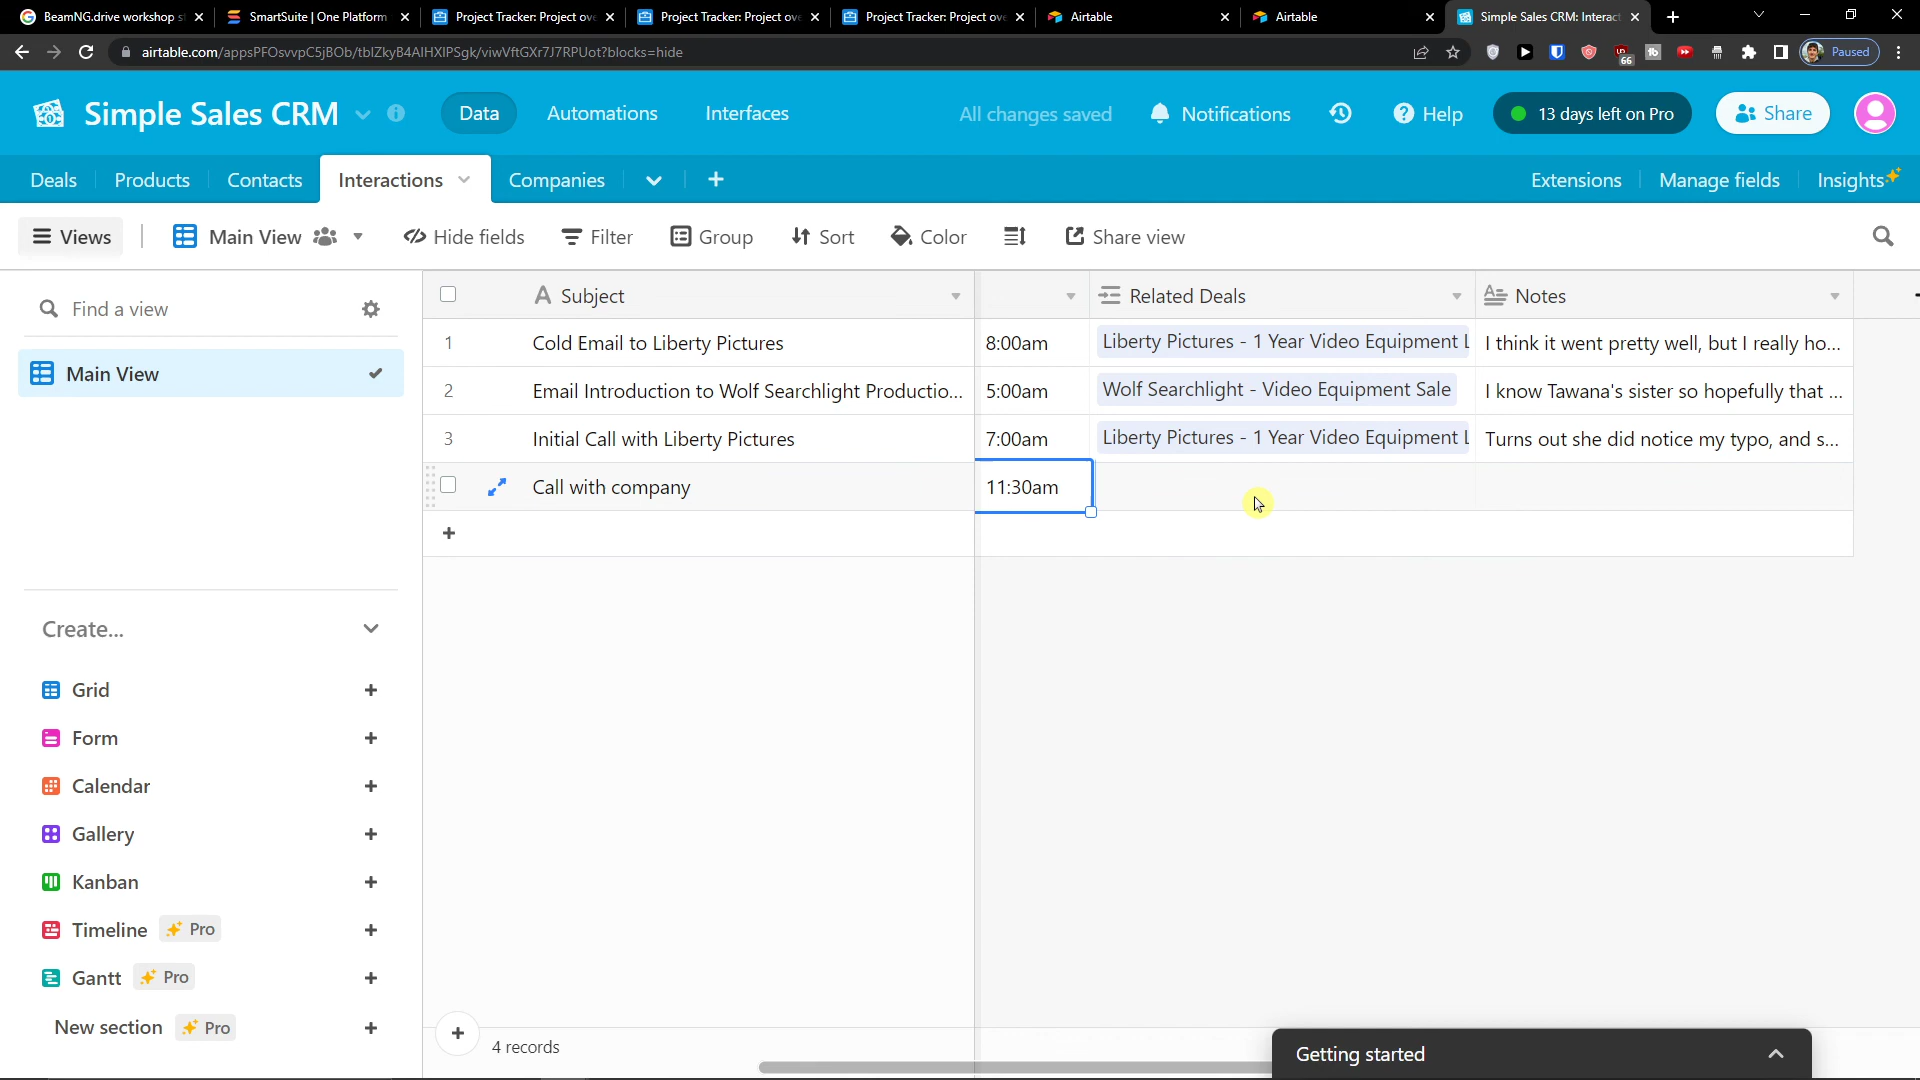 BeamNG.drive workshop s
SmartSuite | One Platform
Project Tracker: Project ove
Project Tracker: Project ove
Project Tracker: Project ove
Airtable
Airtable
Simple Sales CRM: Interact
airtable.com/appsPFOsvvpC5jBOb/tblZkyB4AIHXIPSgk/viwVftGXr7J7RPUot?blocks=hide
66
Paused
Simple Sales CRM
Data
Automations
Interfaces
All changes saved
Notifications
Help
13 days left on Pro
Share
Deals
Products
Contacts
Interactions
Companies
Extensions
Manage fields
Insights
Views
Main View
Hide fields
Filter
Group
Sort
Color
Share view
Find a view
Main View
Create...
Grid
Form
Calendar
Gallery
Kanban
Timeline Pro
Gantt Pro
New section Pro
Subject
Related Deals
Notes
1 Cold Email to Liberty Pictures 8:00am Liberty Pictures - 1 Year Video Equipment L I think it went pretty well, but I really ho...
2 Email Introduction to Wolf Searchlight Productio... 5:00am Wolf Searchlight - Video Equipment Sale I know Tawana's sister so hopefully that ...
3 Initial Call with Liberty Pictures 7:00am Liberty Pictures - 1 Year Video Equipment L Turns out she did notice my typo, and s...
Call with company 11:30am
4 records
Getting started